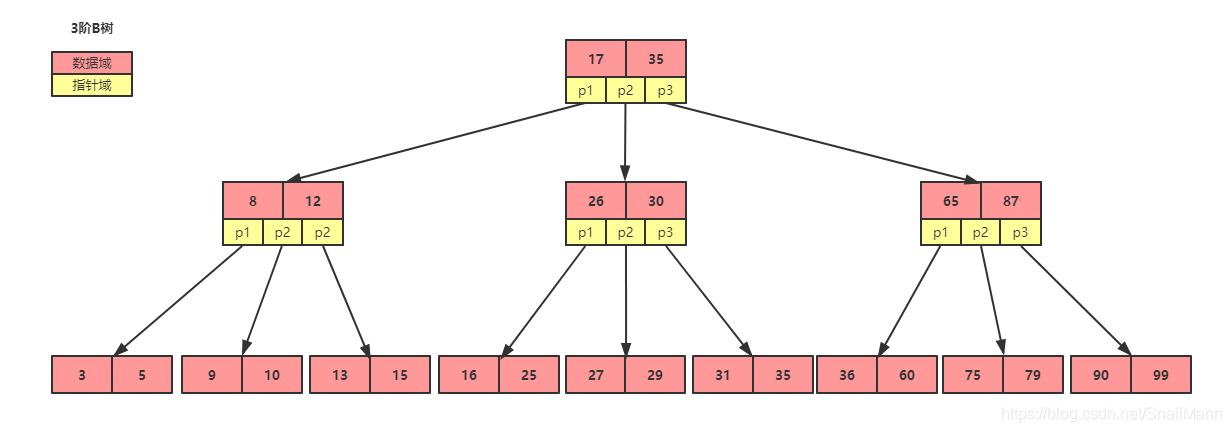 3阶B树
数据域
指针域
17 35
p1 p2 p3
8 12
p1 p2 p2
26 30
p1 p2 p3
65 87
p1 p2 p3
3 5
9 10
13 15
16 25
27 29
31 35
36 60
75 79
90 99
https://blog.csdn.net/SnailMann